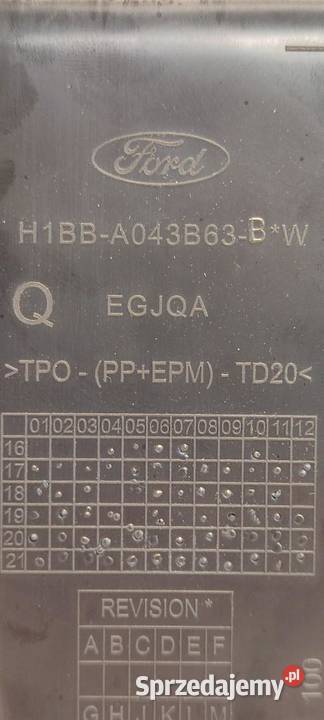 Ford
H1BB-A043B63-B*W
Q EGJQA
>TPO - (PP+EPM) - TD20<
01 02 03 04 05 06 07 08 09 10 11 12
16
17
18
19
20
21
REVISION *
A B C D E F
G H J K L M
100
Sprzedajemy.pl